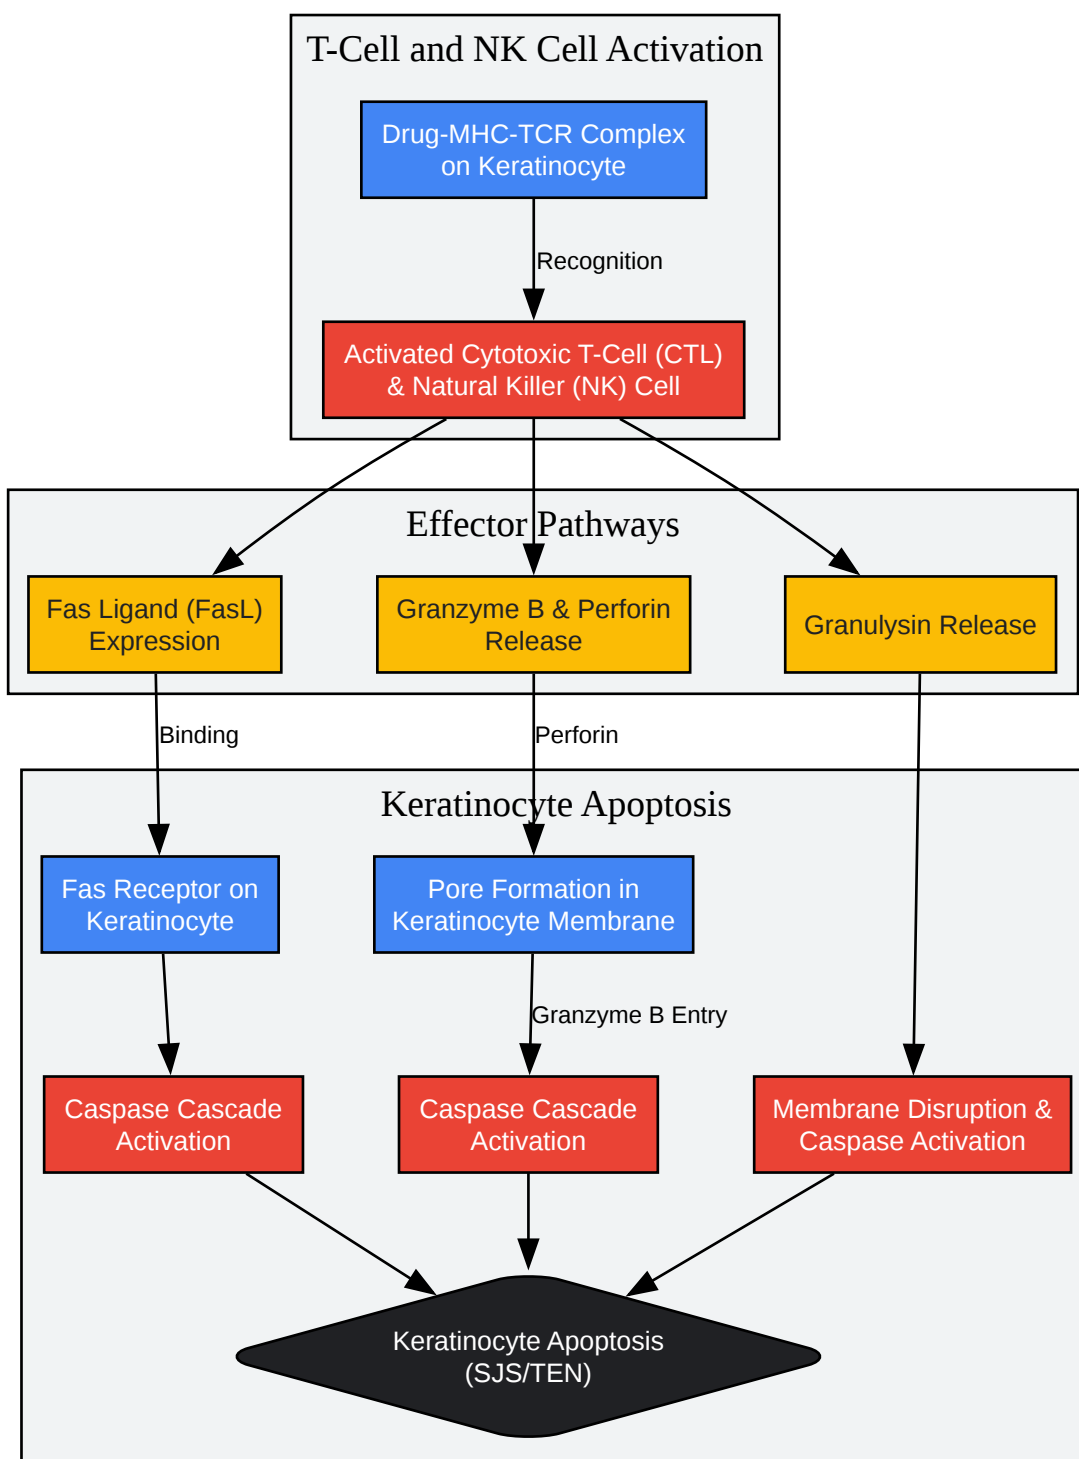 T-Cell and NK Cell Activation
Drug-MHC-TCR Complex
on Keratinocyte
Recognition
Activated Cytotoxic T-Cell (CTL)
& Natural Killer (NK) Cell
Effector Pathways
Fas Ligand (FasL)
Expression
Granzyme B & Perforin
Release
Granulysin Release
Binding
Perforin
Keratinocyte Apoptosis
Fas Receptor on
Keratinocyte
Pore Formation in
Keratinocyte Membrane
Granzyme B Entry
Caspase Cascade
Activation
Caspase Cascade
Activation
Membrane Disruption &
Caspase Activation
Keratinocyte Apoptosis
(SJS/TEN)